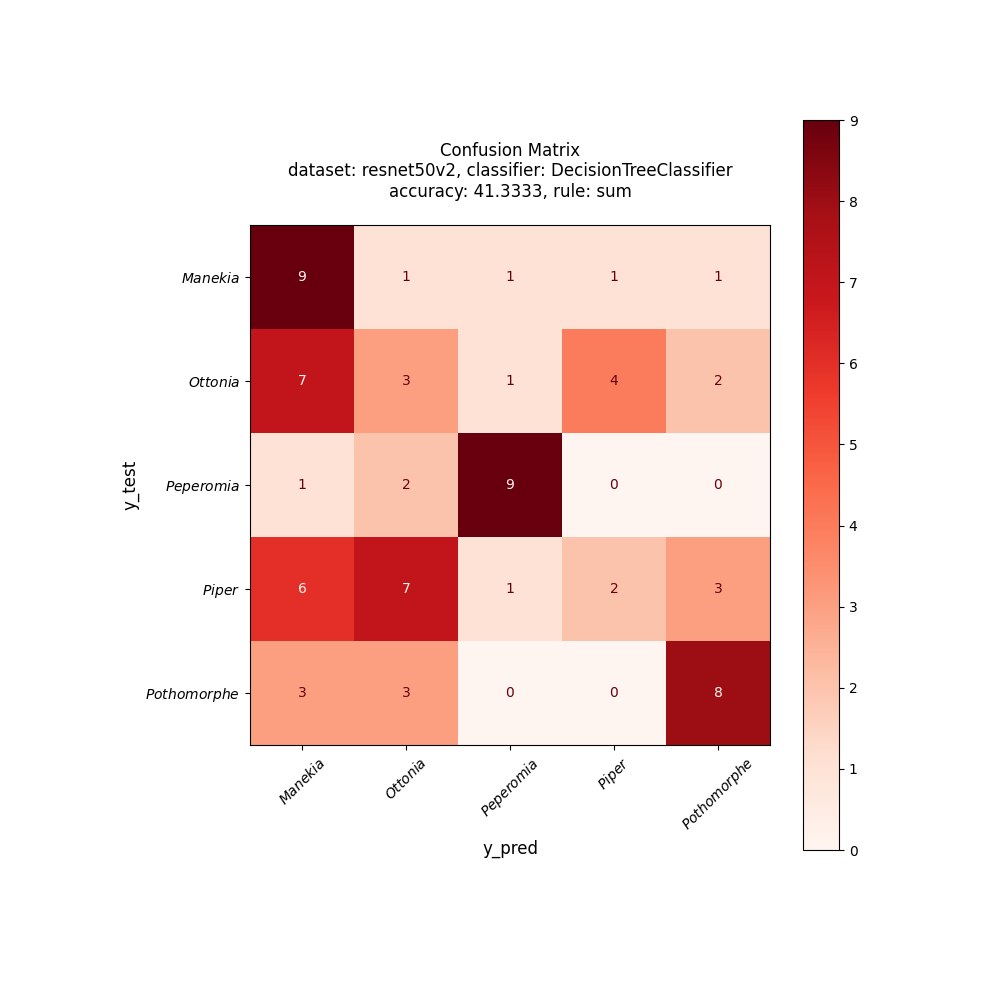 Confusion Matrix
dataset: resnet50v2, classifier: DecisionTreeClassifier
accuracy: 41.3333, rule: sum
y_test
Manekia 9 1 1 1 1
Ottonia 7 3 1 4 2
Peperomia 1 2 9 0 0
Piper 6 7 1 2 3
Pothomorphe 3 3 0 0 8
Manekia Ottonia Peperomia Piper Pothomorphe
y_pred
9
8
7
6
5
4
3
2
1
0